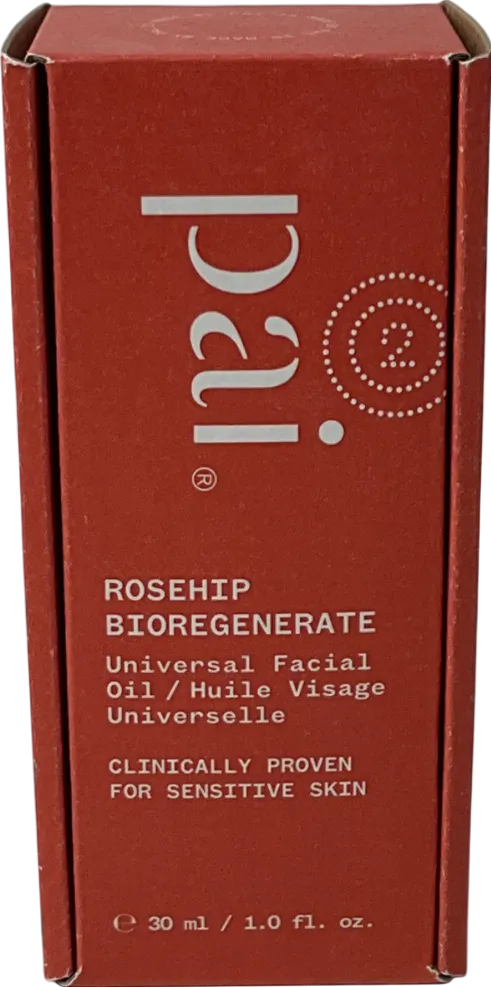 pai
®
2
ROSEHIP
BIOREGENERATE
Universal Facial
Oil / Huile Visage
Universelle
CLINICALLY PROVEN
FOR SENSITIVE SKIN
℮ 30 ml / 1.0 fl. oz.